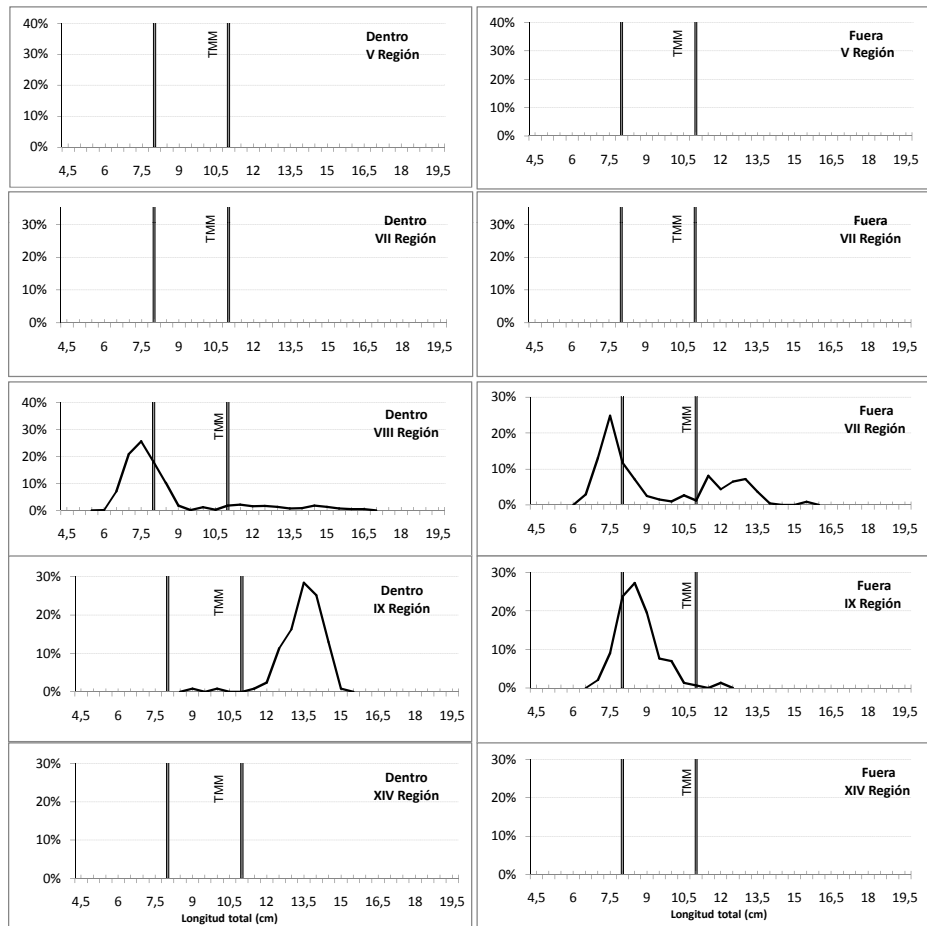 40%
30%
20%
10%
0%
TMM
Dentro
V Región
4,5 6 7,5 9 10,5 12 13,5 15 16,5 18 19,5
40%
30%
20%
10%
0%
TMM
Fuera
V Región
4,5 6 7,5 9 10,5 12 13,5 15 16,5 18 19,5
30%
20%
10%
0%
TMM
Dentro
VII Región
4,5 6 7,5 9 10,5 12 13,5 15 16,5 18 19,5
30%
20%
10%
0%
TMM
Fuera
VII Región
4,5 6 7,5 9 10,5 12 13,5 15 16,5 18 19,5
40%
30%
20%
10%
0%
TMM
Dentro
VIII Región
4,5 6 7,5 9 10,5 12 13,5 15 16,5 18 19,5
30%
20%
10%
0%
TMM
Fuera
VII Región
4,5 6 7,5 9 10,5 12 13,5 15 16,5 18 19,5
30%
20%
10%
0%
TMM
Dentro
IX Región
4,5 6 7,5 9 10,5 12 13,5 15 16,5 18 19,5
30%
20%
10%
0%
TMM
Fuera
IX Región
4,5 6 7,5 9 10,5 12 13,5 15 16,5 18 19,5
30%
20%
10%
0%
TMM
Dentro
XIV Región
4,5 6 7,5 9 10,5 12 13,5 15 16,5 18 19,5
Longitud total (cm)
30%
20%
10%
0%
TMM
Fuera
XIV Región
4,5 6 7,5 9 10,5 12 13,5 15 16,5 18 19,5
Longitud total (cm)